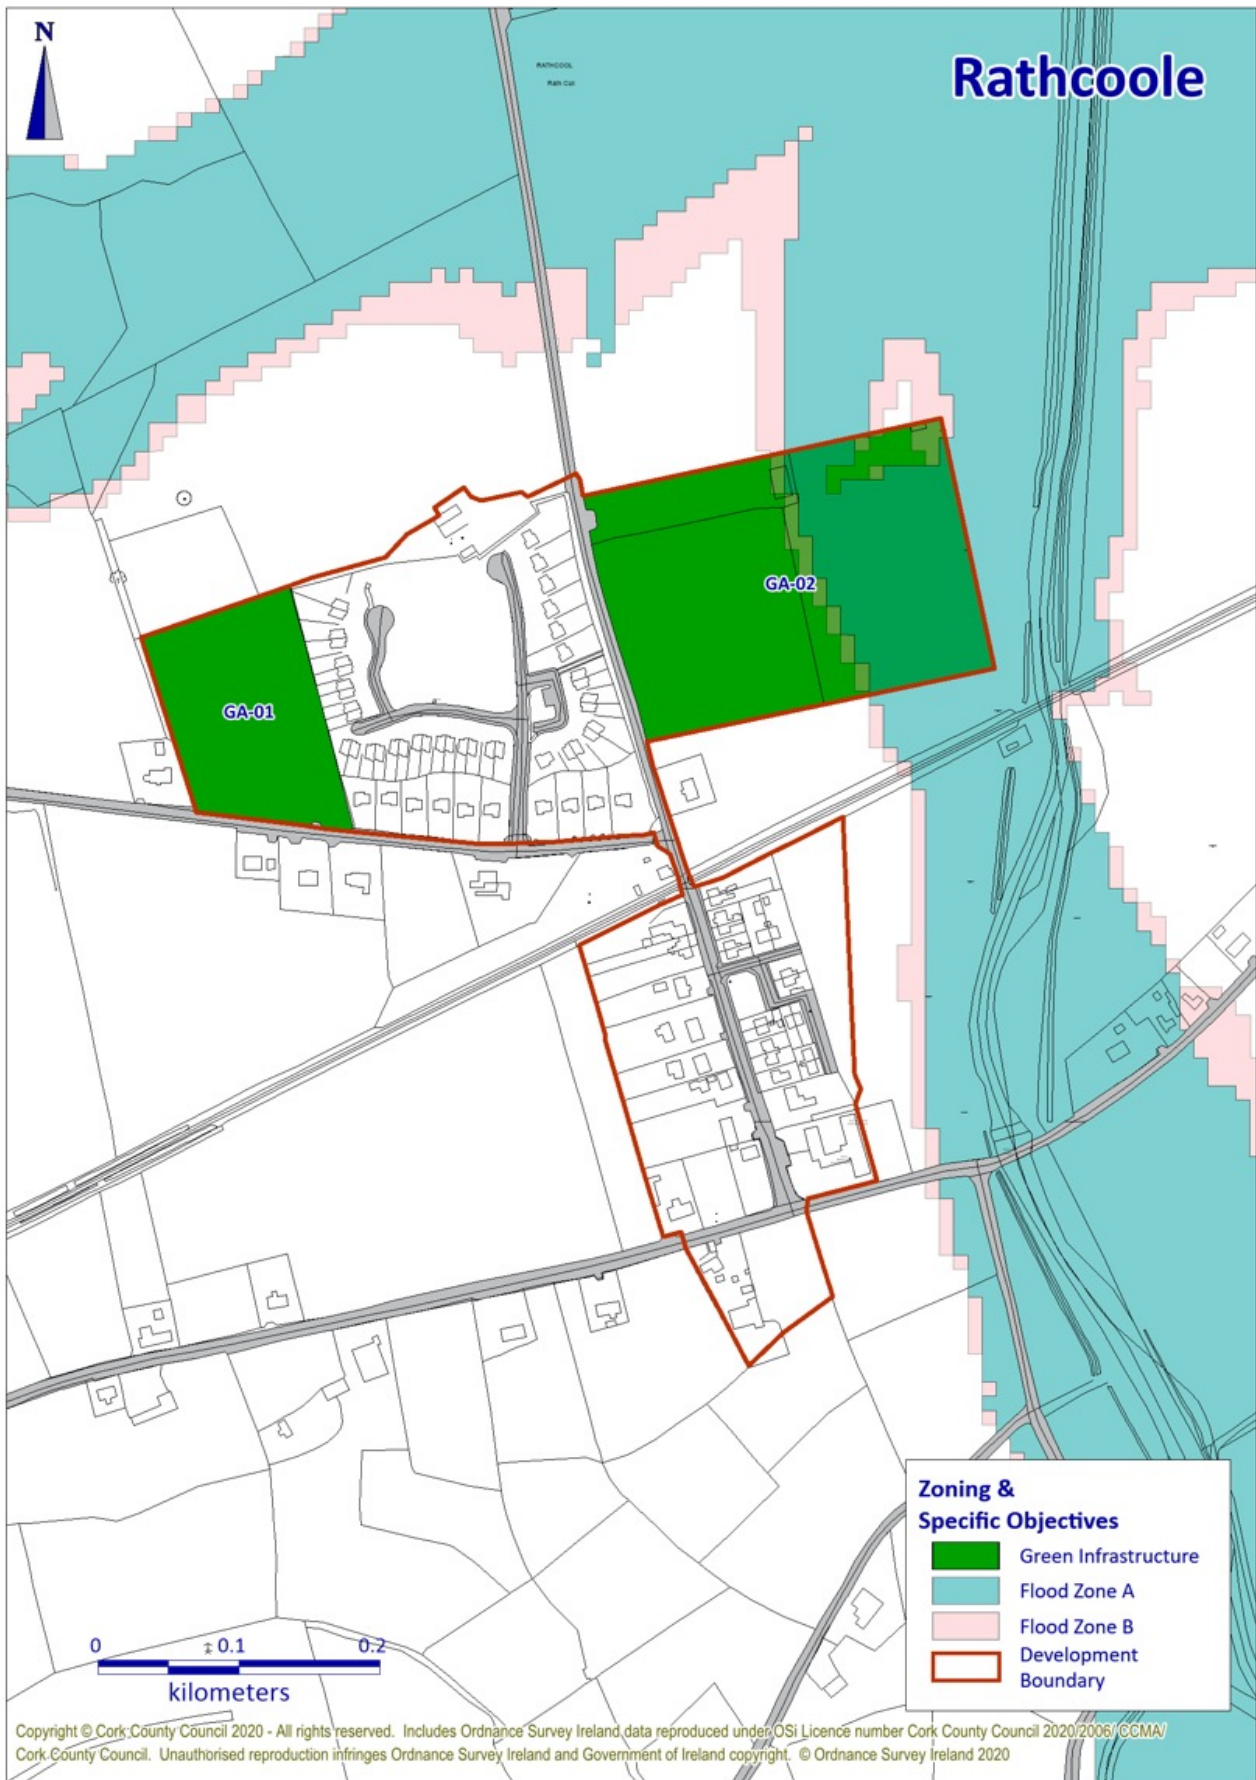 N
RATHCOOL
Rath Cúil
Rathcoole
GA-02
GA-01
Zoning &
Specific Objectives
Green Infrastructure
Flood Zone A
Flood Zone B
Development
Boundary
0 0.1 0.2
kilometers
Copyright © Cork County Council 2020 - All rights reserved. Includes Ordnance Survey Ireland data reproduced under OSi Licence number Cork County Council 2020/2006/ CCMA/
Cork County Council. Unauthorised reproduction infringes Ordnance Survey Ireland and Government of Ireland copyright. © Ordnance Survey Ireland 2020